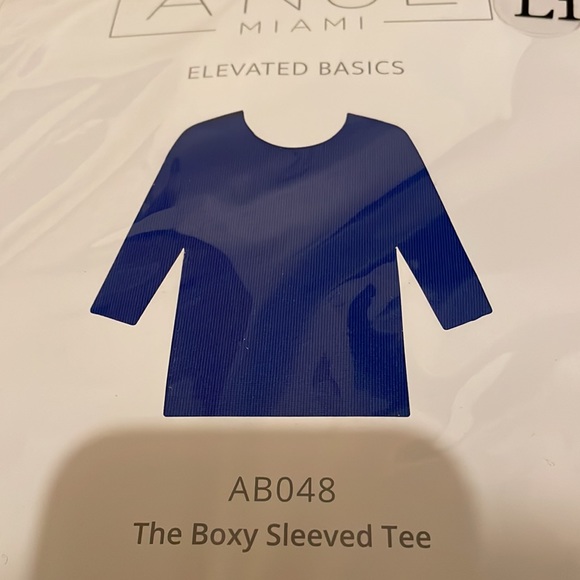 MIAMI
ELEVATED BASICS
AB048
The Boxy Sleeved Tee